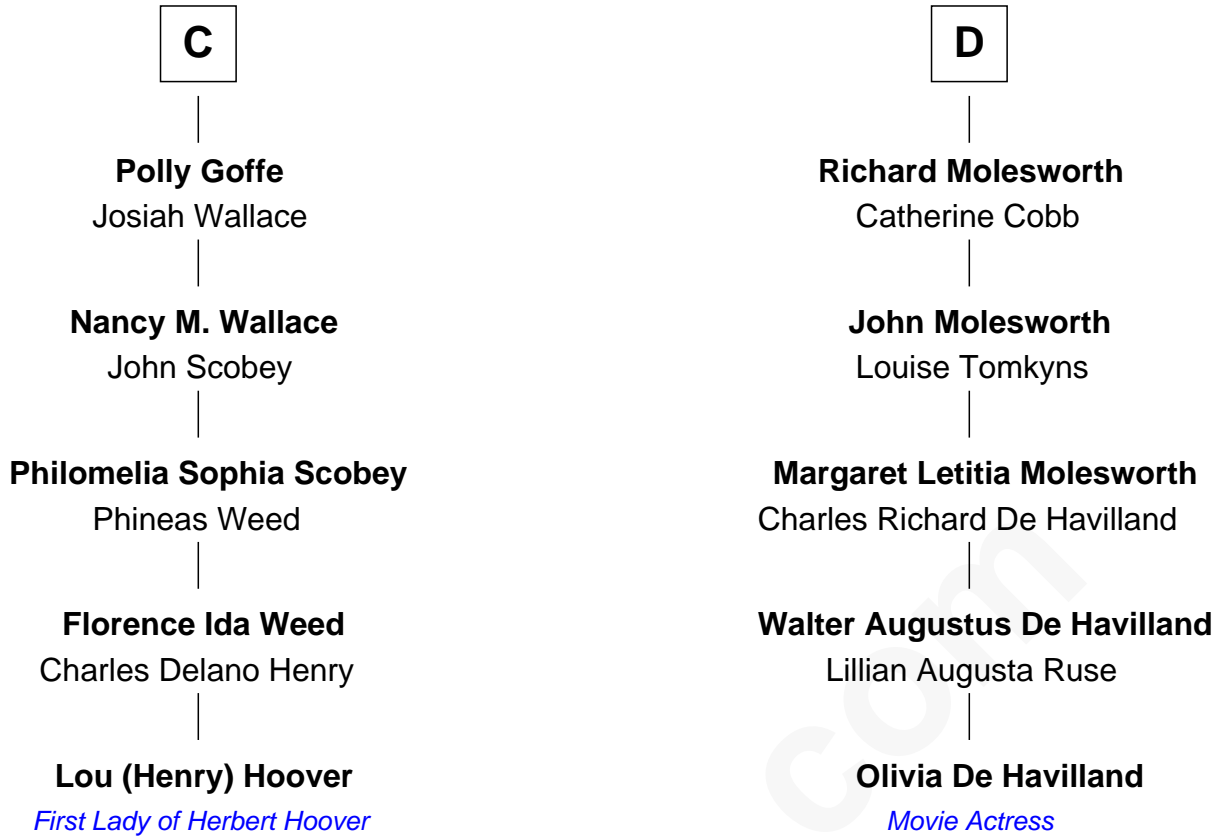 C
Polly Goffe
Josiah Wallace
Nancy M. Wallace
John Scobey
Philomelia Sophia Scobey
Phineas Weed
Florence Ida Weed
Charles Delano Henry
Lou (Henry) Hoover
First Lady of Herbert Hoover
D
Richard Molesworth
Catherine Cobb
John Molesworth
Louise Tomkyns
Margaret Letitia Molesworth
Charles Richard De Havilland
Walter Augustus De Havilland
Lillian Augusta Ruse
Olivia De Havilland
Movie Actress
com